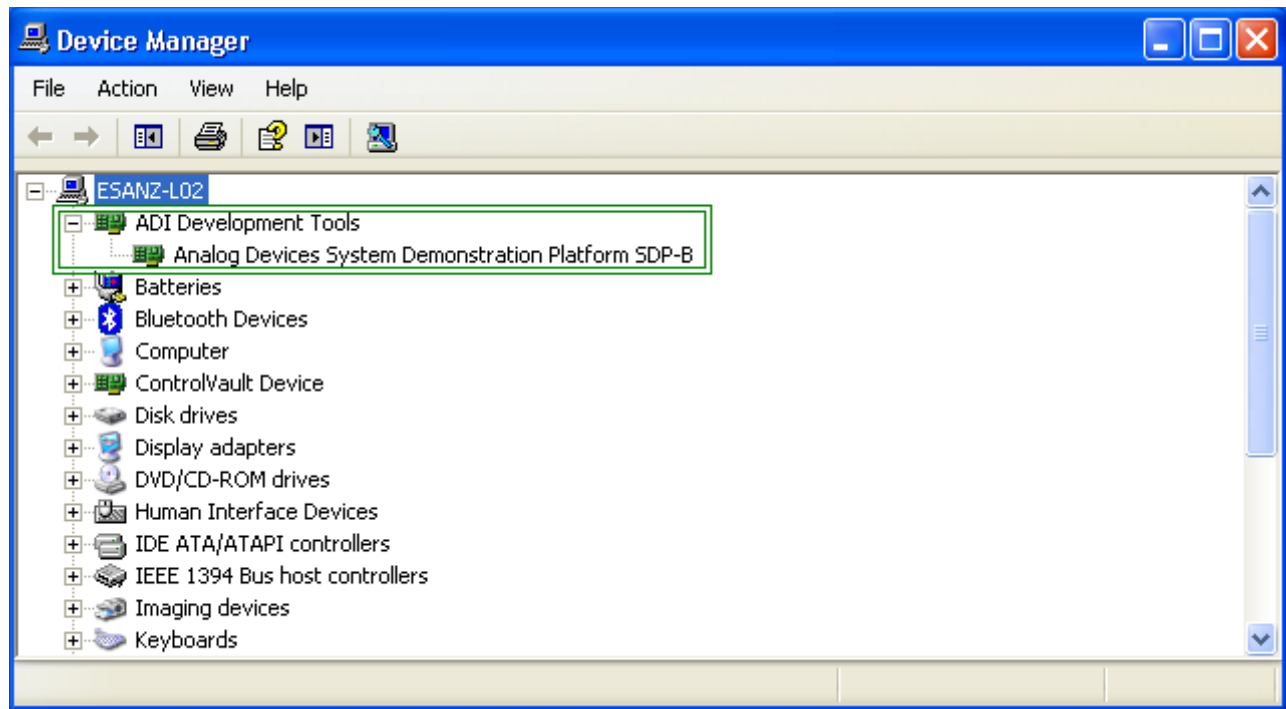 Device Manager
File Action View Help
ESANZ-L02
ADI Development Tools
Analog Devices System Demonstration Platform SDP-B
Batteries
Bluetooth Devices
Computer
ControlVault Device
Disk drives
Display adapters
DVD/CD-ROM drives
Human Interface Devices
IDE ATA/ATAPI controllers
IEEE 1394 Bus host controllers
Imaging devices
Keyboards